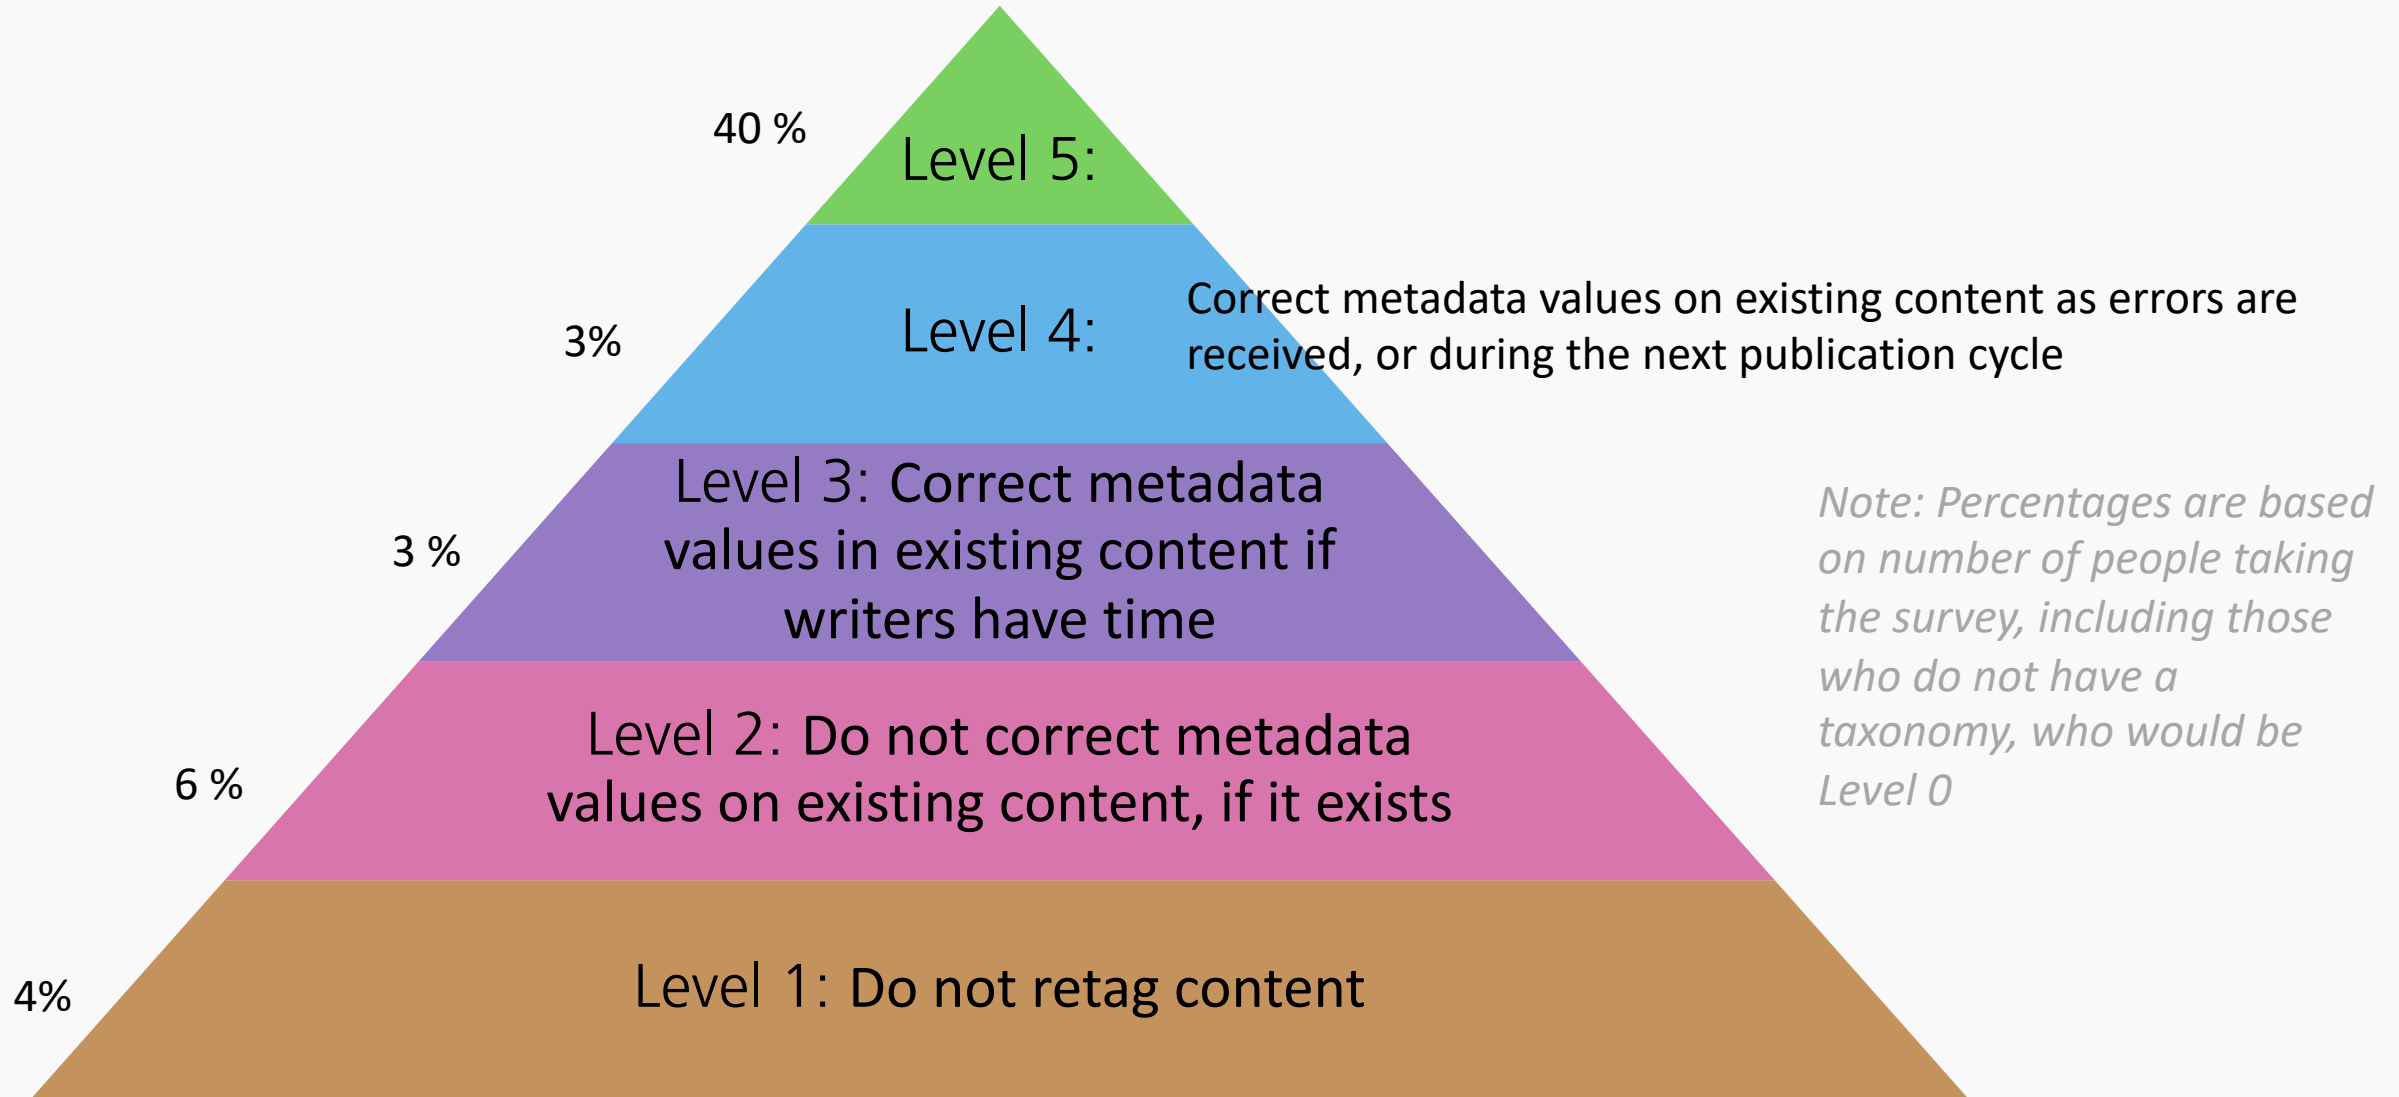 40 %
Level 5:
3%
Level 4:
Correct metadata values on existing content as errors are
received, or during the next publication cycle
3 %
Level 3: Correct metadata
values in existing content if
writers have time
Note: Percentages are based
on number of people taking
the survey, including those
who do not have a
taxonomy, who would be
Level 0
6 %
Level 2: Do not correct metadata
values on existing content, if it exists
4%
Level 1: Do not retag content